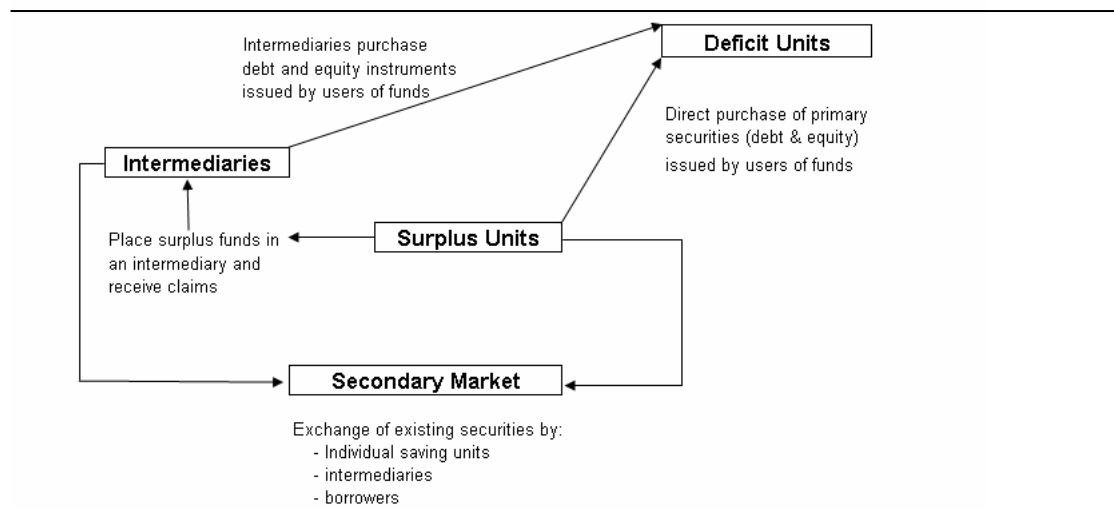 Intermediaries purchase
debt and equity instruments
issued by users of funds
Deficit Units
Direct purchase of primary
securities (debt & equity)
issued by users of funds
Intermediaries
Surplus Units
Place surplus funds in
an intermediary and
receive claims
Secondary Market
Exchange of existing securities by:
- Individual saving units
- intermediaries
- borrowers